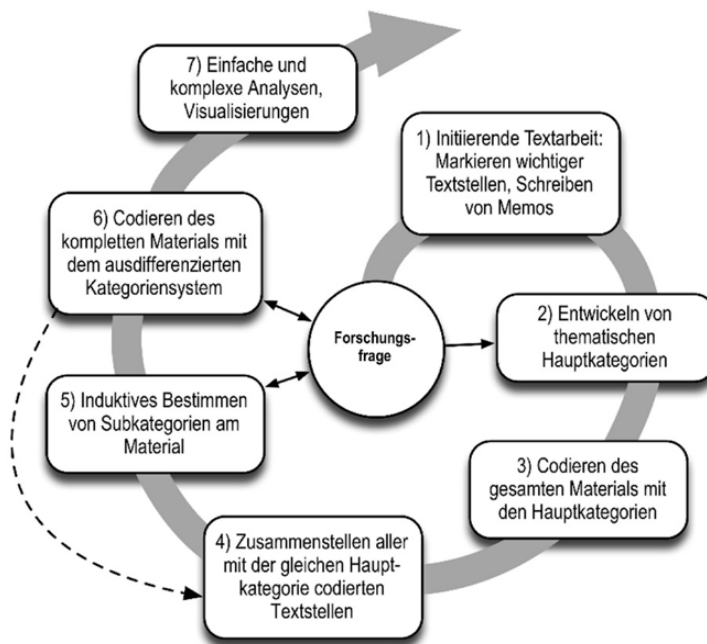 7) Einfache und
komplexe Analysen,
Visualisierungen
1) Initiierende Textarbeit:
Markieren wichtiger
Textstellen, Schreiben
von Memos
6) Codieren des
kompletten Materials mit
dem ausdifferenzierten
Kategoriensystem
2) Entwickeln von
thematischen
Hauptkategorien
Forschungs-
frage
5) Induktives Bestimmen
von Subkategorien am
Material
3) Codieren des
gesamten Materials mit
den Hauptkategorien
4) Zusammenstellen aller
mit der gleichen Haupt-
kategorie codierten
Textstellen